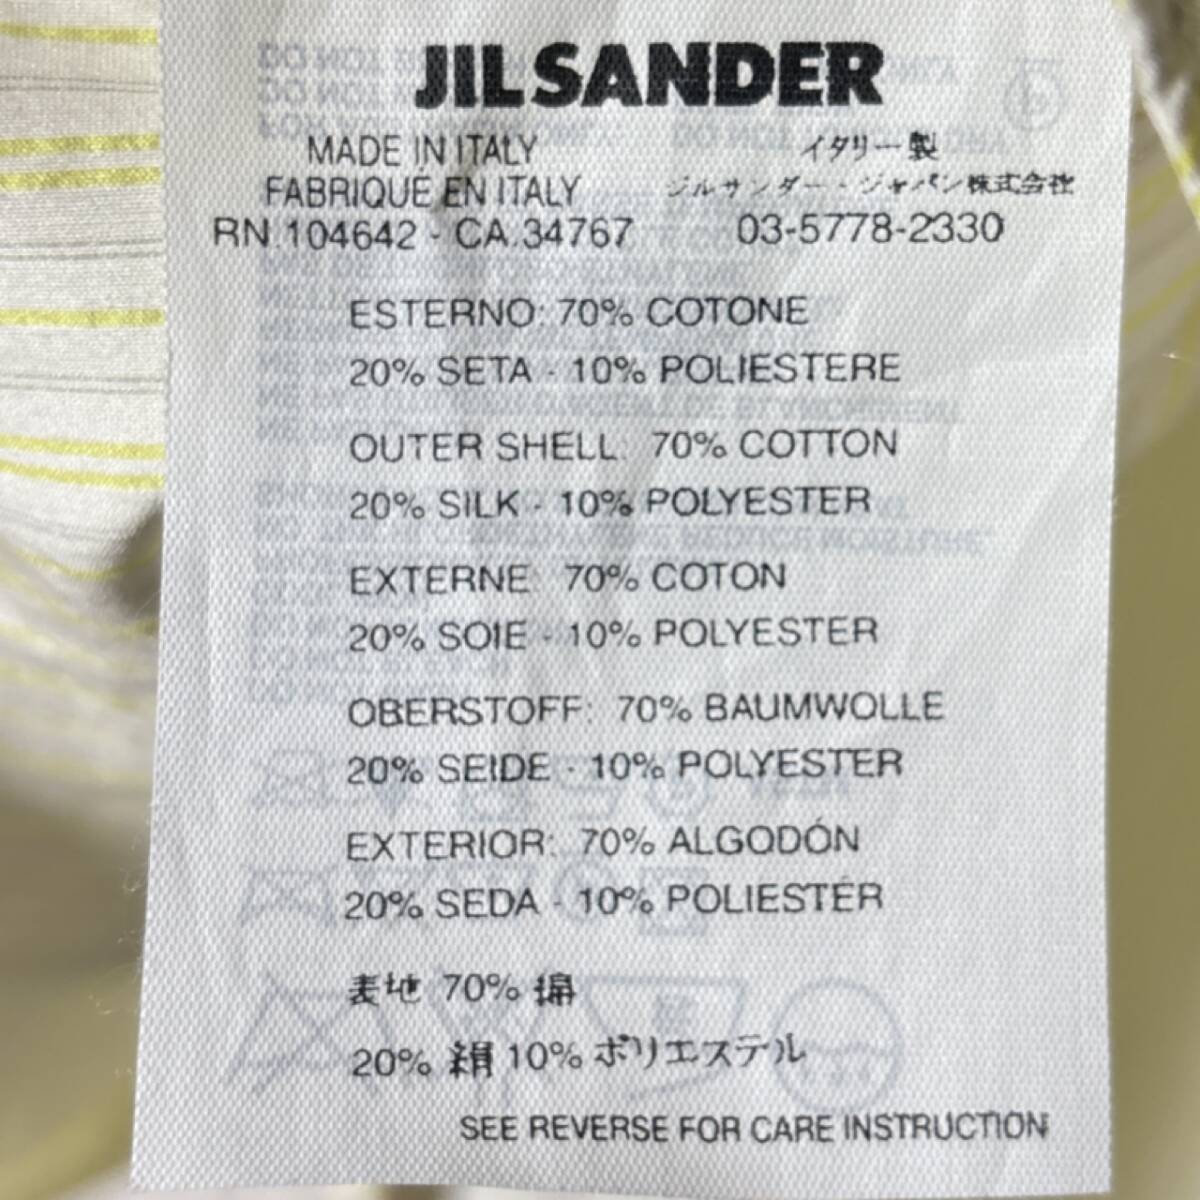 JIL SANDER
MADE IN ITALY
FABRIQUE EN ITALY
RN.104642 - CA.34767
イタリー製
ジルサンダー・ジャパン株式会社
03-5778-2330
ESTERNO: 70% COTONE
20% SETA - 10% POLIESTERE
OUTER SHELL: 70% COTTON
20% SILK - 10% POLYESTER
EXTERNE: 70% COTON
20% SOIE - 10% POLYESTER
OBERSTOFF: 70% BAUMWOLLE
20% SEIDE - 10% POLYESTER
EXTERIOR: 70% ALGODÓN
20% SEDA - 10% POLIESTÉR
表地 70% 綿
20% 絹 10% ポリエステル
SEE REVERSE FOR CARE INSTRUCTION